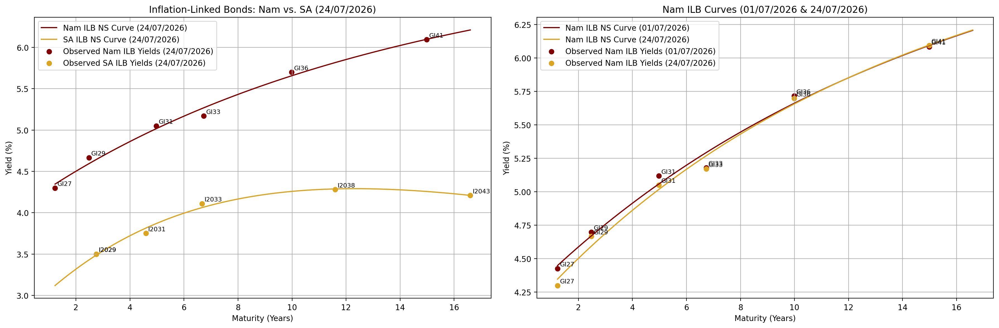 Inflation-Linked Bonds: Nam vs. SA (24/07/2026)
Nam ILB NS Curve (24/07/2026)
SA ILB NS Curve (24/07/2026)
Observed Nam ILB Yields (24/07/2026)
Observed SA ILB Yields (24/07/2026)
Yield (%)
6.0
5.5
5.0
4.5
4.0
3.5
3.0
GI27
GI29
GI31
GI33
GI36
GI41
I2029
I2031
I2033
I2038
I2043
2
4
6
8
10
12
14
16
Maturity (Years)
Nam ILB Curves (01/07/2026 & 24/07/2026)
Nam ILB NS Curve (01/07/2026)
Nam ILB NS Curve (24/07/2026)
Observed Nam ILB Yields (01/07/2026)
Observed Nam ILB Yields (24/07/2026)
Yield (%)
6.25
6.00
5.75
5.50
5.25
5.00
4.75
4.50
4.25
GI27
GI27
GI29
GI29
GI31
GI31
GI33
GI33
GI36
GI36
GI41
GI41
2
4
6
8
10
12
14
16
Maturity (Years)